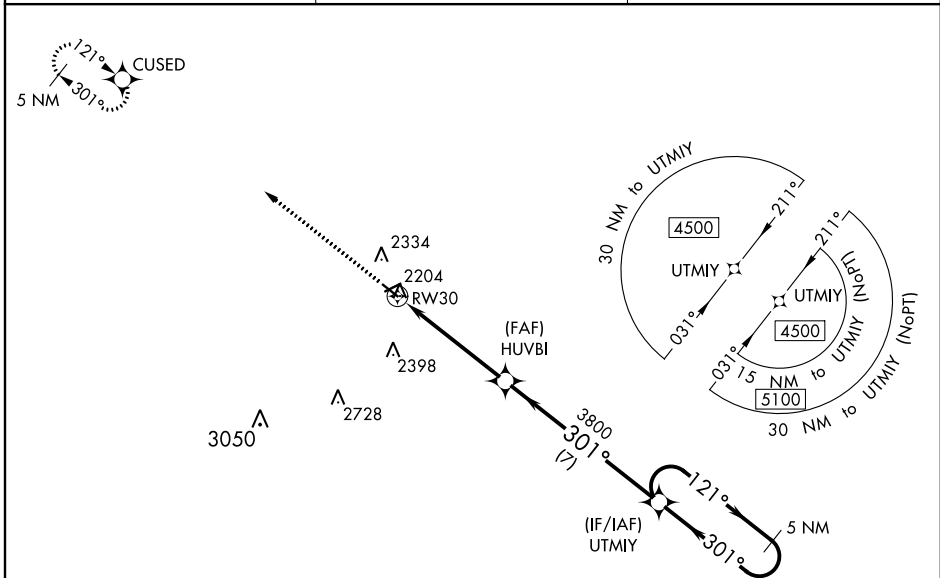 121°
CUSED
301°
5 NM
30 NM to UTMIY
211°
4500
UTMIY
031°
211°
UTMIY
4500
031°
15 NM to UTMIY (NoPT)
5100
30 NM to UTMIY (NoPT)
2334
2204
RW30
(FAF)
HUVBI
2398
2728
3050
3800
301°
(7)
121°
5 NM
(IF/IAF)
UTMIY
301°